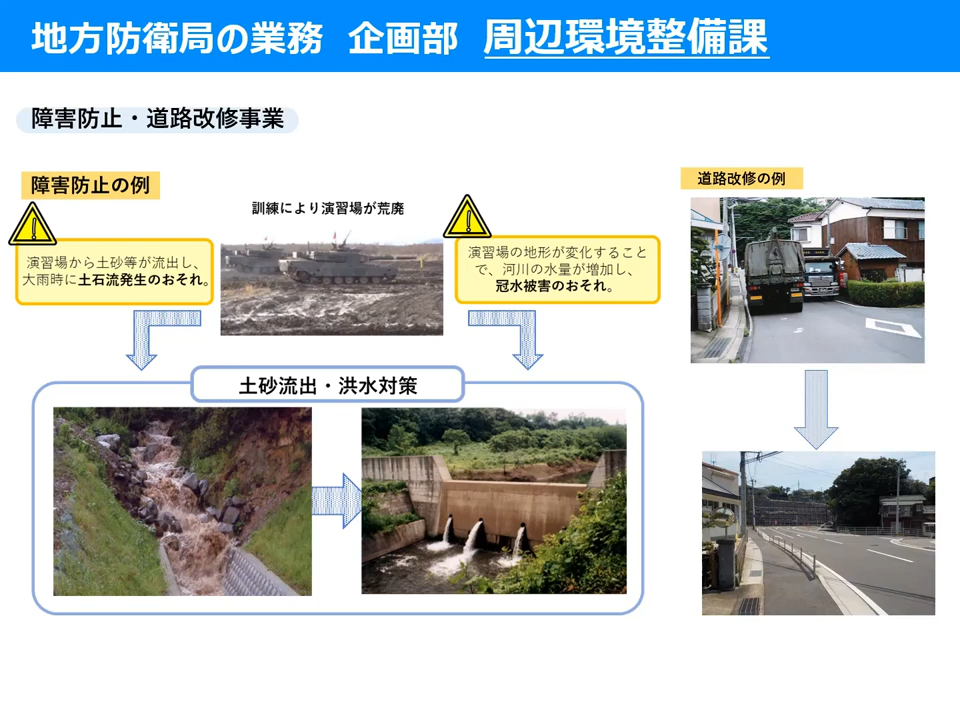 地方防衛局の業務 企画部 周辺環境整備課
障害防止・道路改修事業
障害防止の例
訓練により演習場が荒廃
演習場から土砂等が流出し、
大雨時に土石流発生のおそれ。
演習場の地形が変化すること
で、河川の水量が増加し、
冠水被害のおそれ。
土砂流出・洪水対策
道路改修の例